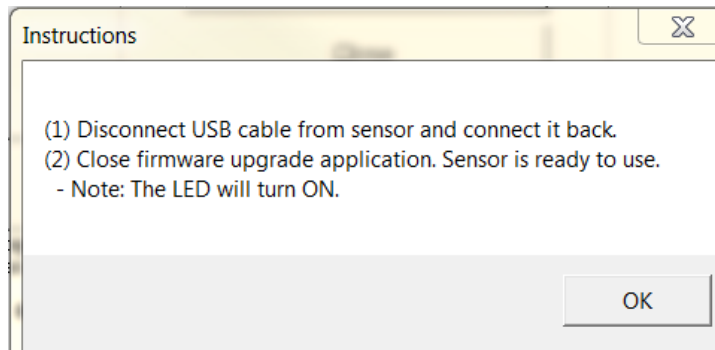 Instructions
(1) Disconnect USB cable from sensor and connect it back.
(2) Close firmware upgrade application. Sensor is ready to use.
- Note: The LED will turn ON.
OK